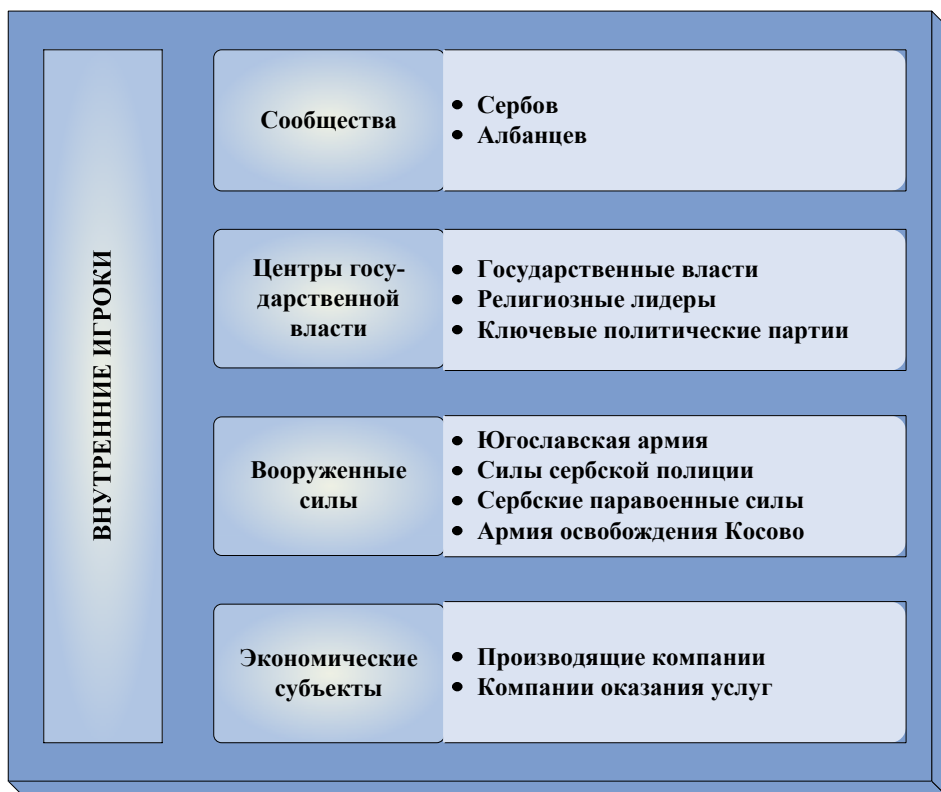 ВНУТРЕННИЕ ИГРОКИ
Сообщества
• Сербов
• Албанцев
Центры госу-
дарственной
власти
• Государственные власти
• Религиозные лидеры
• Ключевые политические партии
Вооруженные
силы
• Югославская армия
• Силы сербской полиции
• Сербские паравоенные силы
• Армия освобождения Косово
Экономические
субъекты
• Производящие компании
• Компании оказания услуг